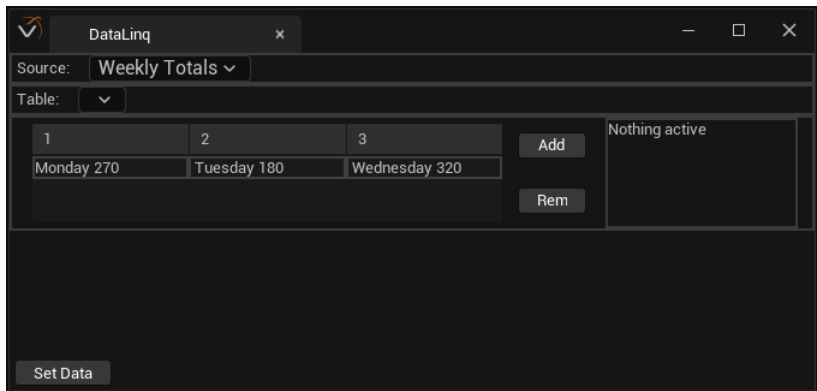 DataLinq
Source: Weekly Totals
Table:
1 2 3
Monday 270 Tuesday 180 Wednesday 320
Add
Rem
Nothing active
Set Data